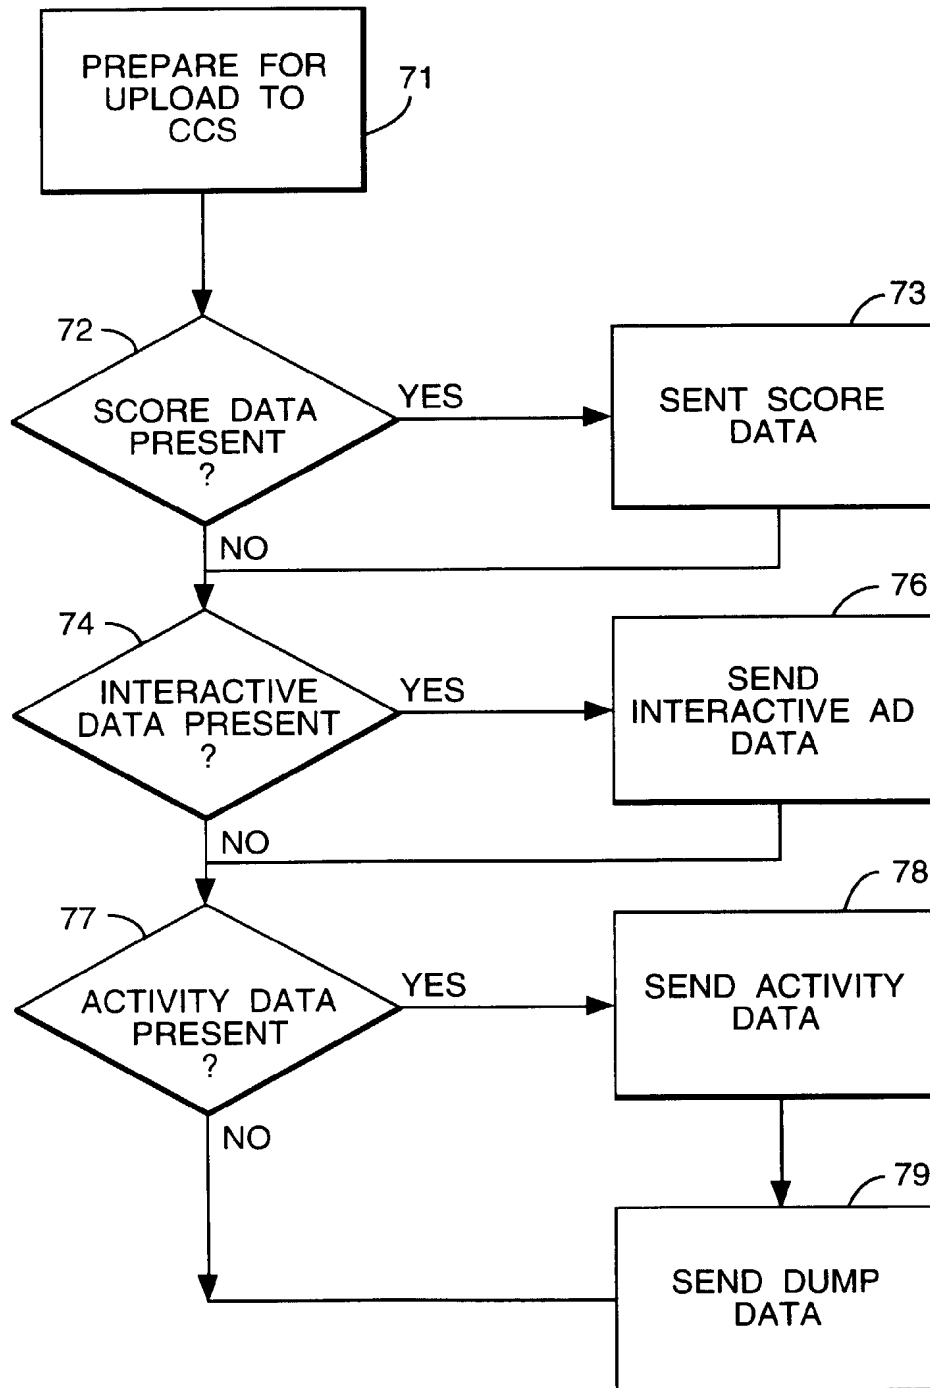 PREPARE FOR
UPLOAD TO
CCS
71
72
SCORE DATA
PRESENT
?
YES
73
SENT SCORE
DATA
NO
74
INTERACTIVE
DATA PRESENT
?
YES
76
SEND
INTERACTIVE AD
DATA
NO
77
ACTIVITY DATA
PRESENT
?
YES
78
SEND ACTIVITY
DATA
NO
79
SEND DUMP
DATA